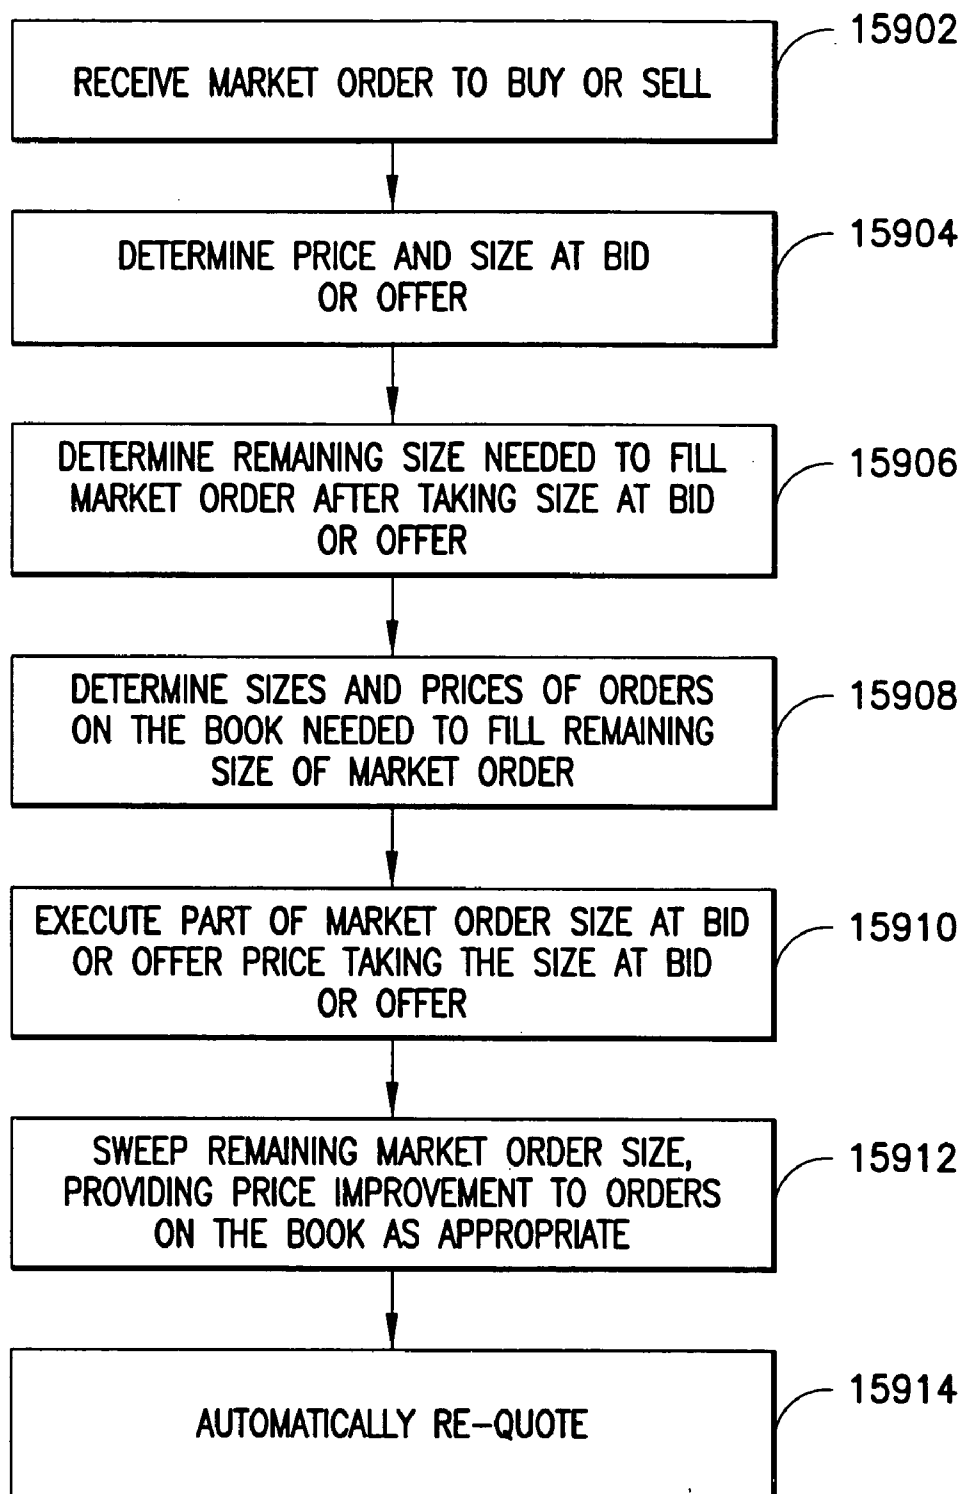 RECEIVE MARKET ORDER TO BUY OR SELL
15902
DETERMINE PRICE AND SIZE AT BID
OR OFFER
15904
DETERMINE REMAINING SIZE NEEDED TO FILL
MARKET ORDER AFTER TAKING SIZE AT BID
OR OFFER
15906
DETERMINE SIZES AND PRICES OF ORDERS
ON THE BOOK NEEDED TO FILL REMAINING
SIZE OF MARKET ORDER
15908
EXECUTE PART OF MARKET ORDER SIZE AT BID
OR OFFER PRICE TAKING THE SIZE AT BID
OR OFFER
15910
SWEEP REMAINING MARKET ORDER SIZE,
PROVIDING PRICE IMPROVEMENT TO ORDERS
ON THE BOOK AS APPROPRIATE
15912
AUTOMATICALLY RE-QUOTE
15914